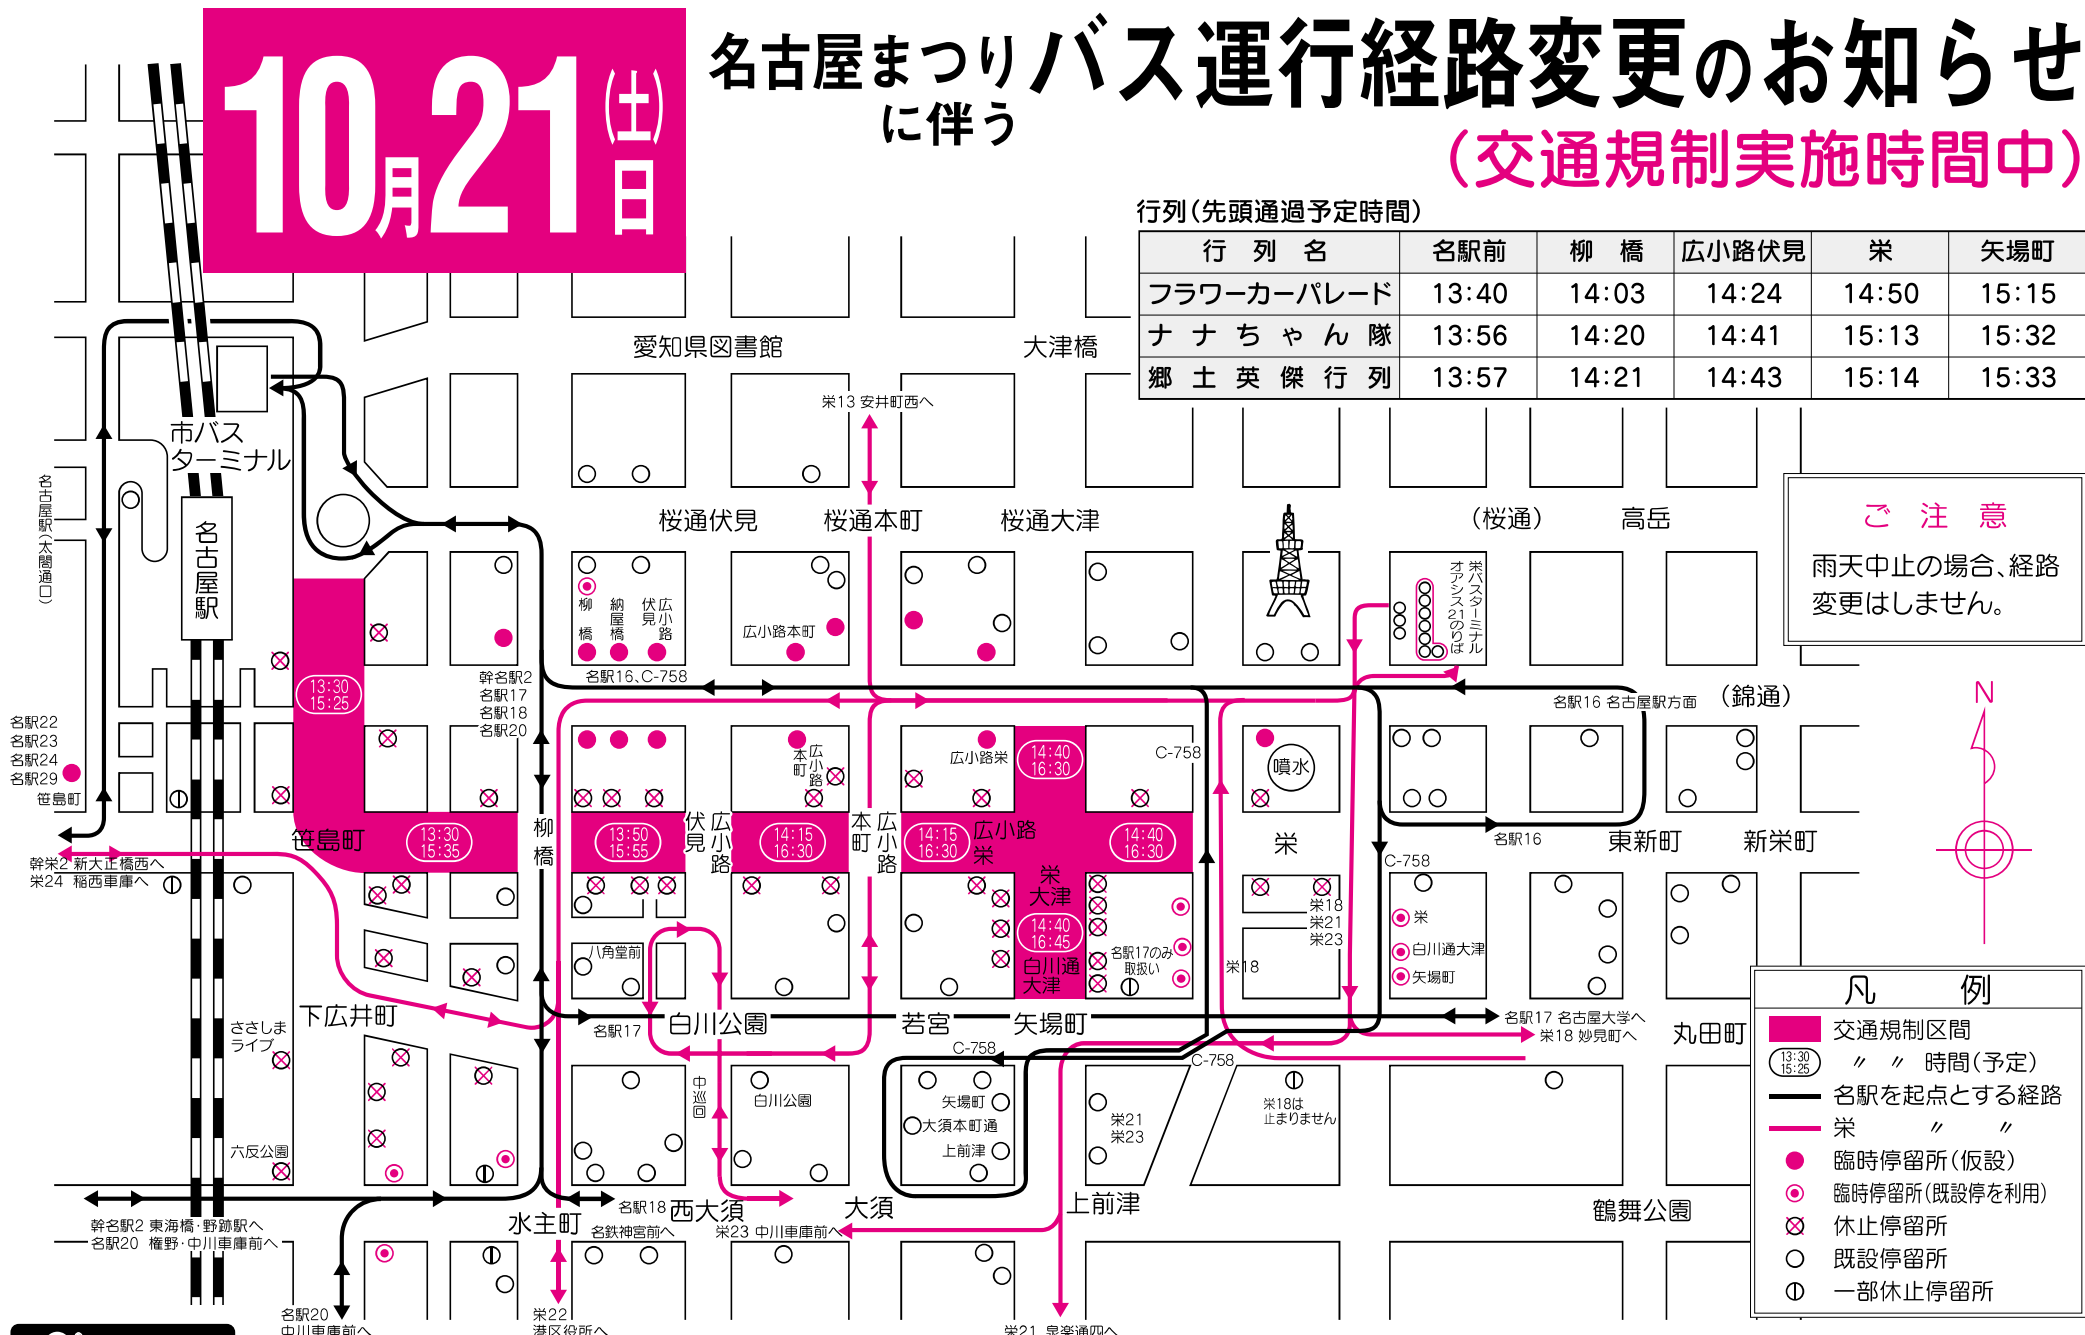 10月21日(土)
名古屋まつりに伴う バス運行経路変更のお知らせ
(交通規制実施時間中)
行列(先頭通過予定時間)
行列名 名駅前 柳橋 広小路伏見 栄 矢場町
フラワーカーパレード 13:40 14:03 14:24 14:50 15:15
ナナちゃん隊 13:56 14:20 14:41 15:13 15:32
郷土英傑行列 13:57 14:21 14:43 15:14 15:33
愛知県図書館
大津橋
栄13 安井町西へ
市バス
ターミナル
名古屋駅(太閤通口)
名古屋駅
桜通伏見
桜通本町
桜通大津
(桜通)
高岳
ご注意
雨天中止の場合、経路
変更はしません。
柳橋
納屋橋
広小路伏見
広小路本町
栄バスターミナル
オアシス21のりば
13:30
15:25
幹名駅2
名駅17
名駅18
名駅20
名駅16、C-758
名駅16 名古屋駅方面
(錦通)
N
名駅22
名駅23
名駅24
名駅29
笹島町
広小路本町
広小路栄
14:40
16:30
C-758
噴水
笹島町
13:30
15:35
柳橋
13:50
15:55
広小路伏見
14:15
16:30
広小路本町
14:15
16:30
広小路
栄
14:40
16:30
栄
名駅16
東新町
新栄町
幹栄2 新大正橋西へ
栄24 稲西車庫へ
C-758
栄
大津
14:40
16:45
白川通
大津
栄18
栄21
栄23
栄
白川通大津
矢場町
八角堂前
名駅17のみ
取扱い
栄18
下広井町
ささしま
ライブ
名駅17
白川公園
若宮
矢場町
名駅17 名古屋大学へ
栄18 妙見町へ
丸田町
C-758
C-758
中巡回
白川公園
矢場町
大須本町通
上前津
栄21
栄23
栄18は
止まりません
六反公園
幹名駅2 東海橋・野跡駅へ
名駅20 権野・中川車庫前へ
水主町
名駅18
名鉄神宮前へ
西大須
栄23 中川車庫前へ
大須
上前津
鶴舞公園
名駅20
中川車庫前へ
栄22
港区役所へ
栄21 泉楽通四へ
凡例
交通規制区間
13:30
15:25
〃 〃 時間(予定)
名駅を起点とする経路
栄 〃 〃
臨時停留所(仮設)
臨時停留所(既設停を利用)
休止停留所
既設停留所
一部休止停留所